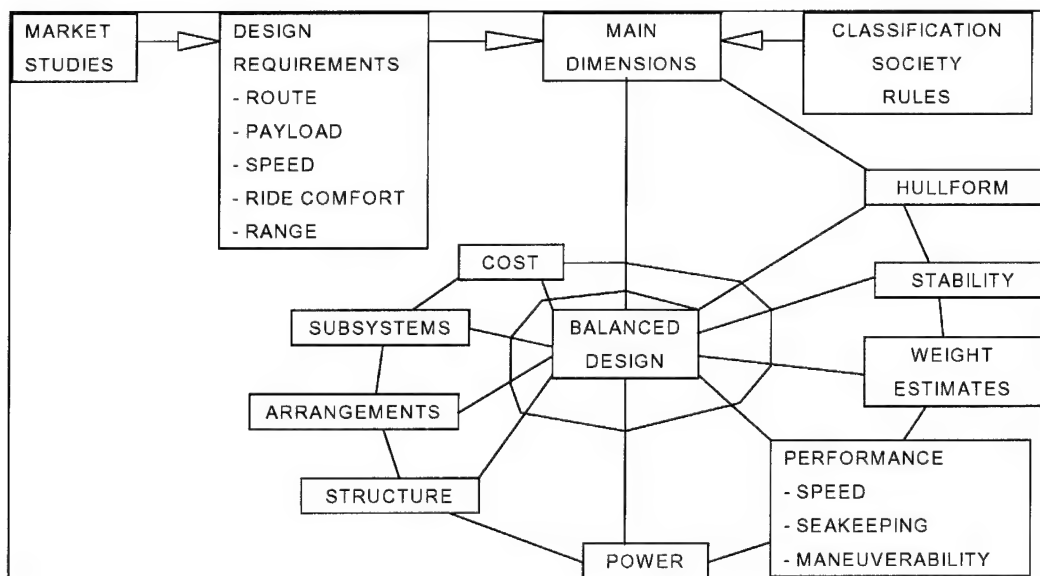 MARKET
STUDIES
DESIGN
REQUIREMENTS
- ROUTE
- PAYLOAD
- SPEED
- RIDE COMFORT
- RANGE
MAIN
DIMENSIONS
CLASSIFICATION
SOCIETY
RULES
HULLFORM
COST
STABILITY
SUBSYSTEMS
BALANCED
DESIGN
WEIGHT
ESTIMATES
ARRANGEMENTS
STRUCTURE
PERFORMANCE
- SPEED
- SEAKEEPING
- MANEUVERABILITY
POWER